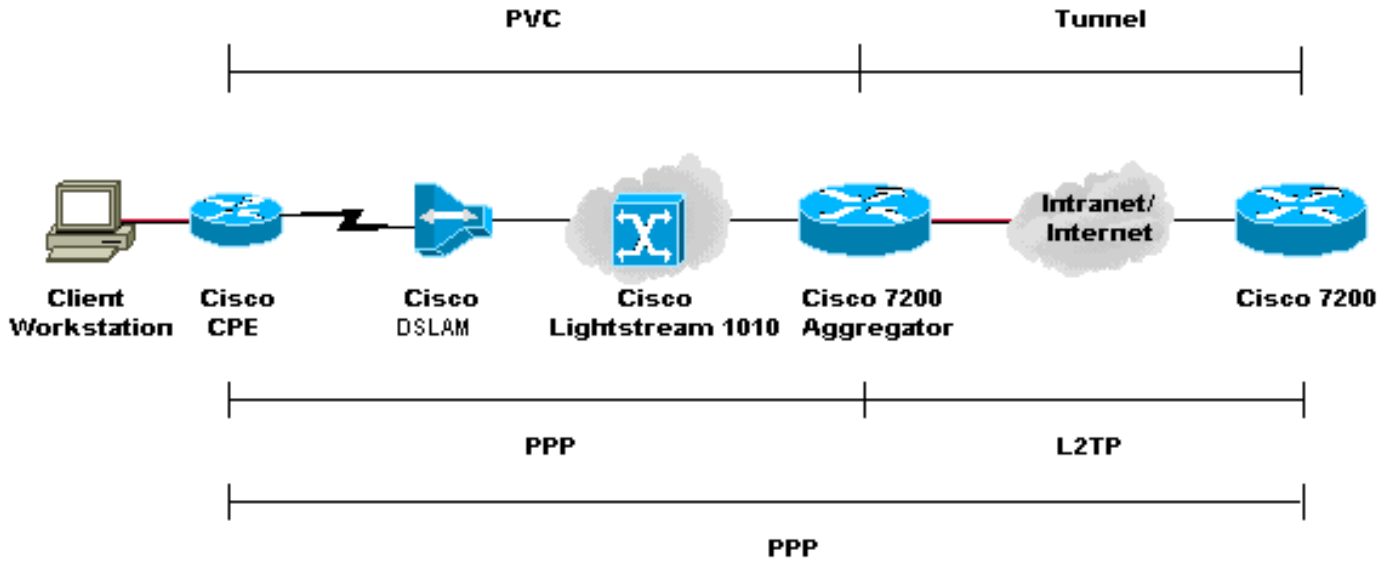 PVC
Tunnel
Intranet/
Internet
Client
Workstation
Cisco
CPE
Cisco
DSLAM
Cisco
Lightstream 1010
Cisco 7200
Aggregator
Cisco 7200
PPP
L2TP
PPP